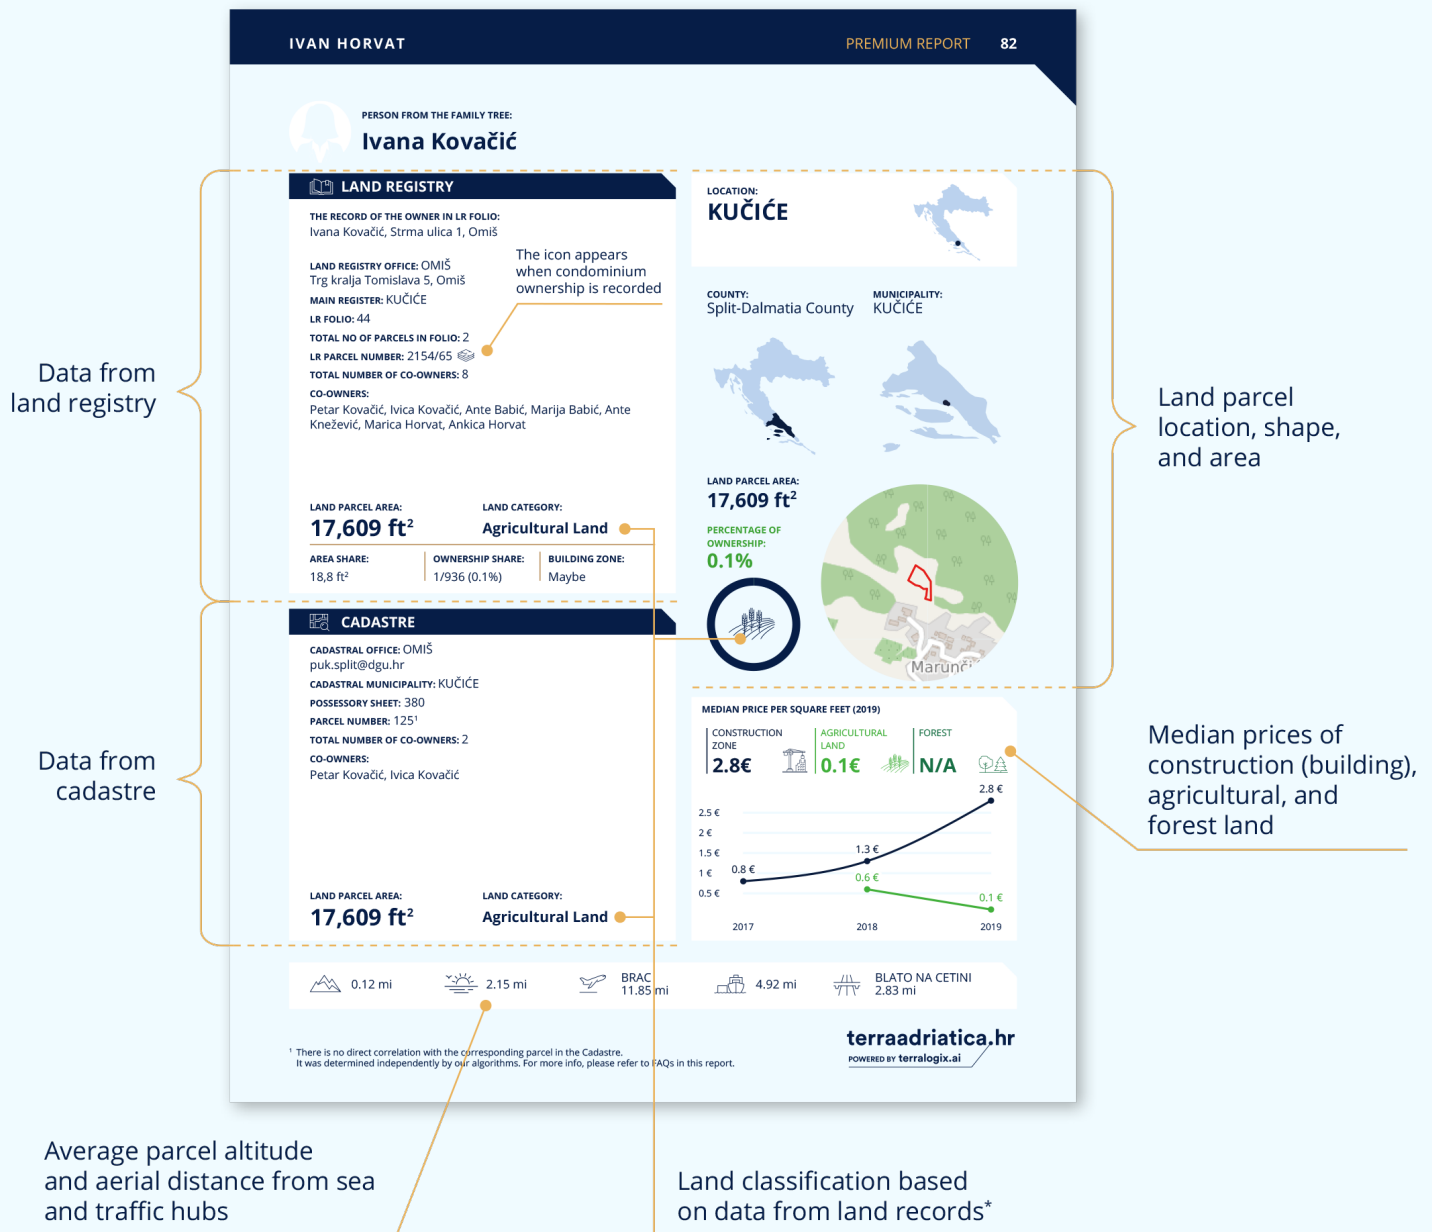 IVAN HORVAT
PREMIUM REPORT 82
PERSON FROM THE FAMILY TREE:
Ivana Kovačić
LAND REGISTRY
THE RECORD OF THE OWNER IN LR FOLIO:
Ivana Kovačić, Strma ulica 1, Omiš
LAND REGISTRY OFFICE: OMIŠ
Trg kralja Tomislava 5, Omiš
MAIN REGISTER: KUČIĆE
LR FOLIO: 44
TOTAL NO OF PARCELS IN FOLIO: 2
LR PARCEL NUMBER: 2154/65
TOTAL NUMBER OF CO-OWNERS: 8
CO-OWNERS:
Petar Kovačić, Ivica Kovačić, Ante Babić, Marija Babić, Ante
Knežević, Marica Horvat, Ankica Horvat
The icon appears
when condominium
ownership is recorded
LAND PARCEL AREA:
17,609 ft²
LAND CATEGORY:
Agricultural Land
AREA SHARE:
18,8 ft²
OWNERSHIP SHARE:
1/936 (0.1%)
BUILDING ZONE:
Maybe
CADASTRE
CADASTRAL OFFICE: OMIŠ
puk.split@dgu.hr
CADASTRAL MUNICIPALITY: KUČIĆE
POSSESSORY SHEET: 380
PARCEL NUMBER: 125¹
TOTAL NUMBER OF CO-OWNERS: 2
CO-OWNERS:
Petar Kovačić, Ivica Kovačić
LAND PARCEL AREA:
17,609 ft²
LAND CATEGORY:
Agricultural Land
LOCATION:
KUČIĆE
COUNTY:
Split-Dalmatia County
MUNICIPALITY:
KUČIĆE
LAND PARCEL AREA:
17,609 ft²
PERCENTAGE OF
OWNERSHIP:
0.1%
MEDIAN PRICE PER SQUARE FEET (2019)
CONSTRUCTION
ZONE
2.8€
AGRICULTURAL
LAND
0.1€
FOREST
N/A
2.5 €
2 €
1.5 €
1 €
0.5 €
0.8 €
1.3 €
2.8 €
0.6 €
0.1 €
2017
2018
2019
0.12 mi
2.15 mi
BRAC
11.85 mi
4.92 mi
BLATO NA CETINI
2.83 mi
¹ There is no direct correlation with the corresponding parcel in the Cadastre.
It was determined independently by our algorithms. For more info, please refer to FAQs in this report.
terraadriatica.hr
POWERED BY terralogix.ai
Data from
land registry
Data from
cadastre
Land parcel
location, shape,
and area
Median prices of
construction (building),
agricultural, and
forest land
Average parcel altitude
and aerial distance from sea
and traffic hubs
Land classification based
on data from land records*